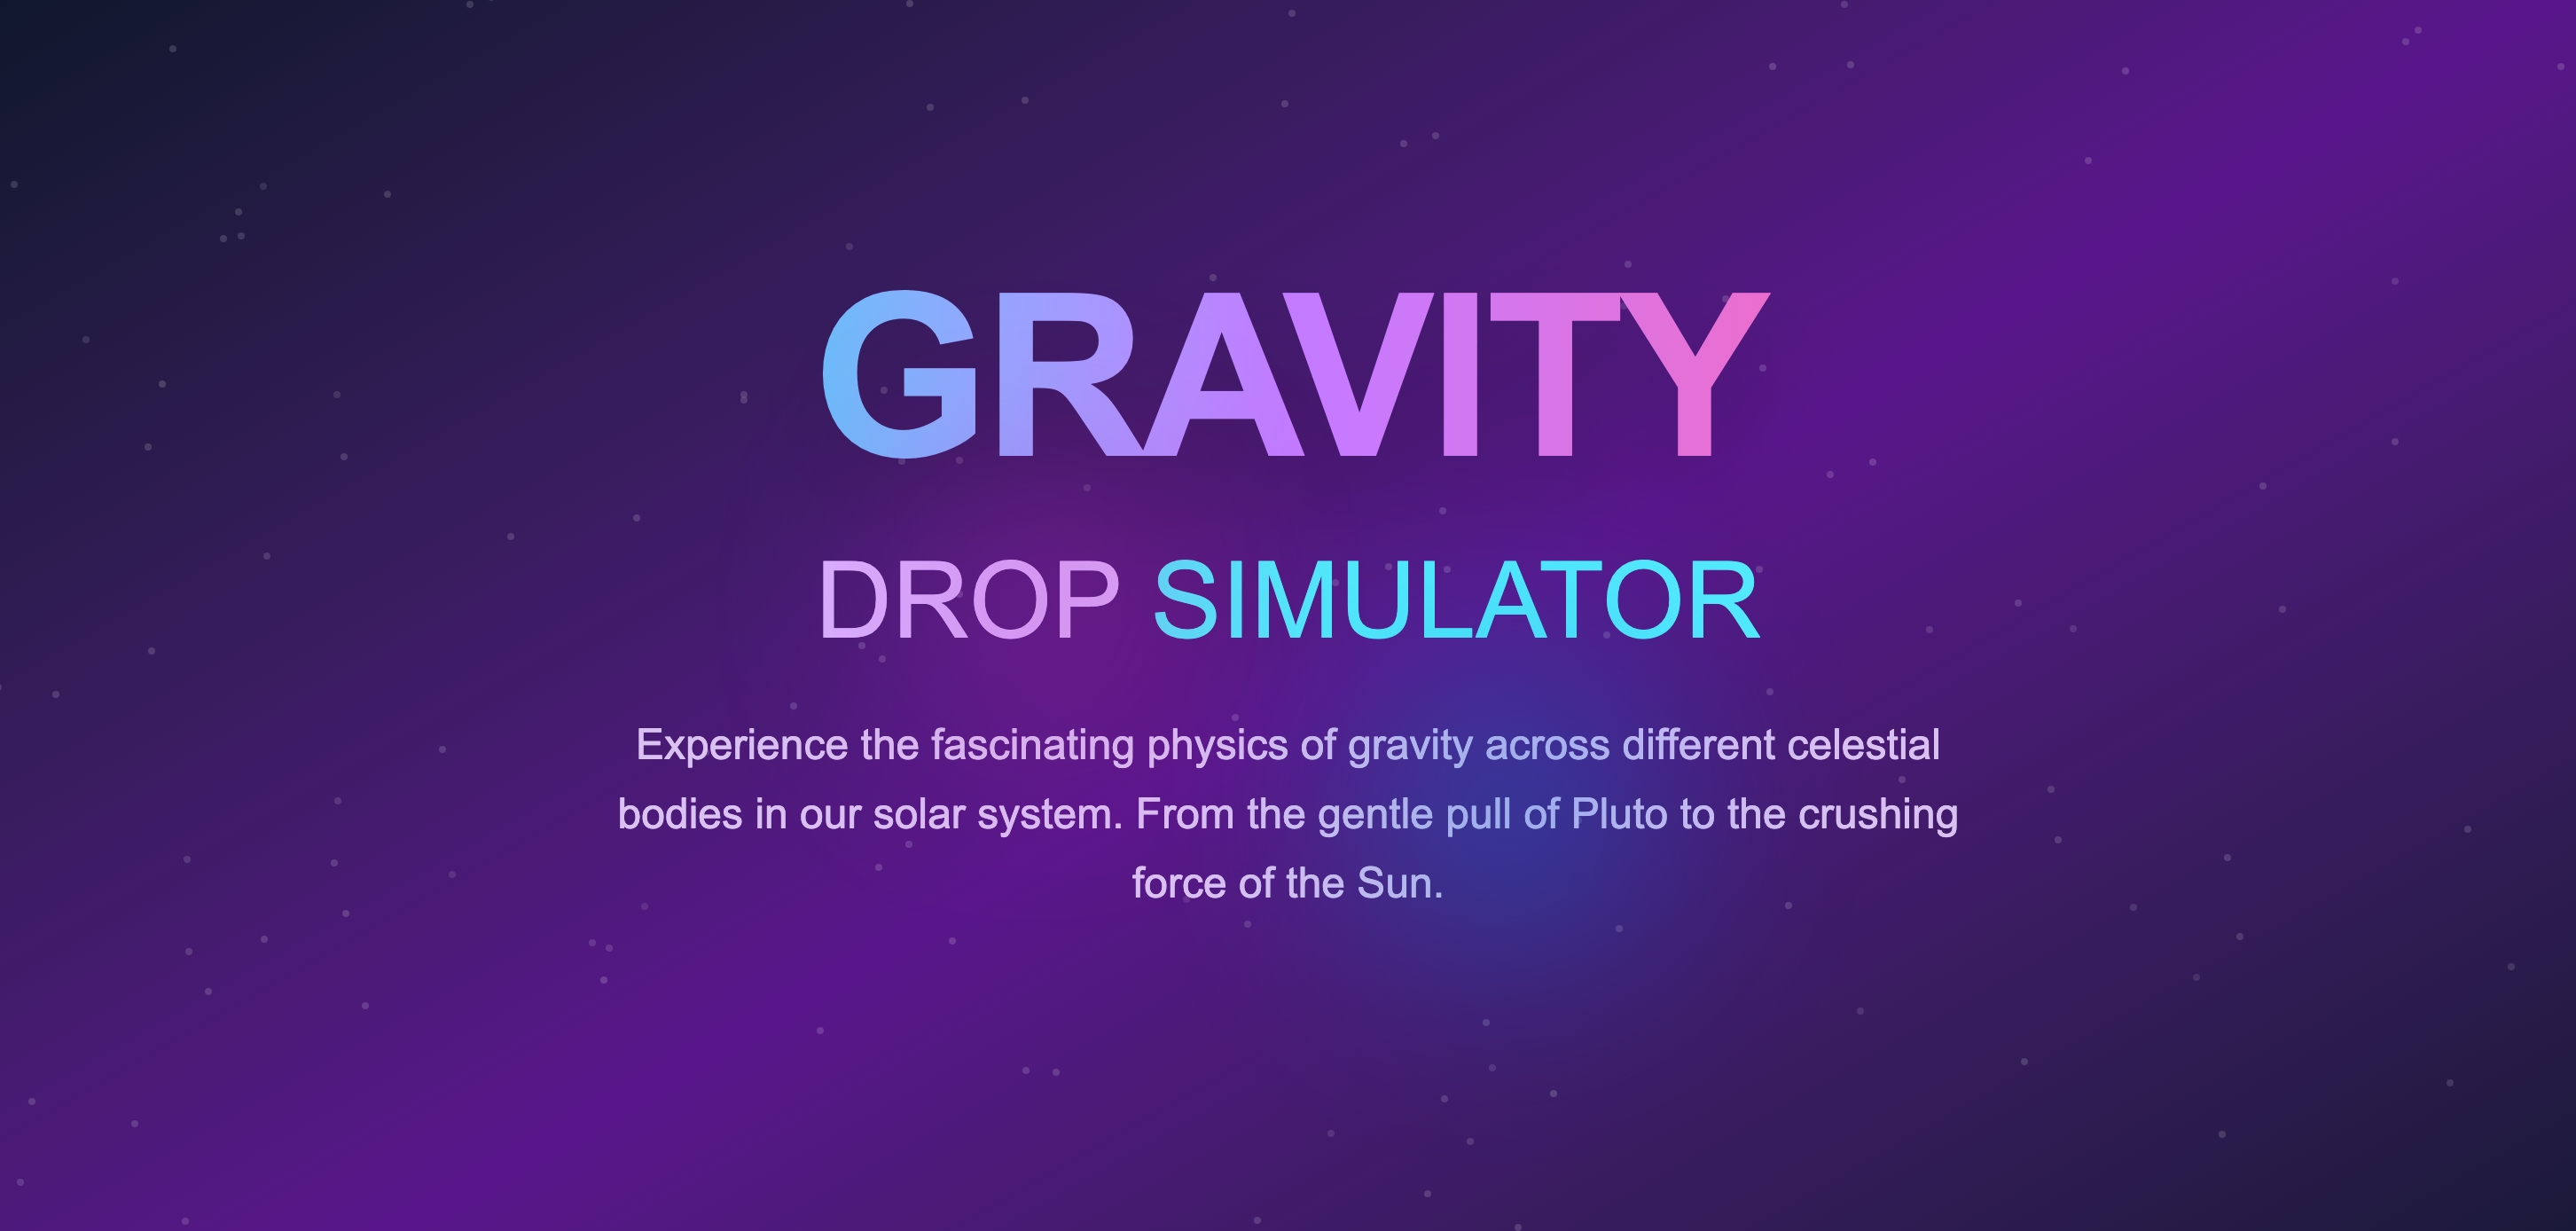 GRAVITY
DROP SIMULATOR
Experience the fascinating physics of gravity across different celestial
bodies in our solar system. From the gentle pull of Pluto to the crushing
force of the Sun.